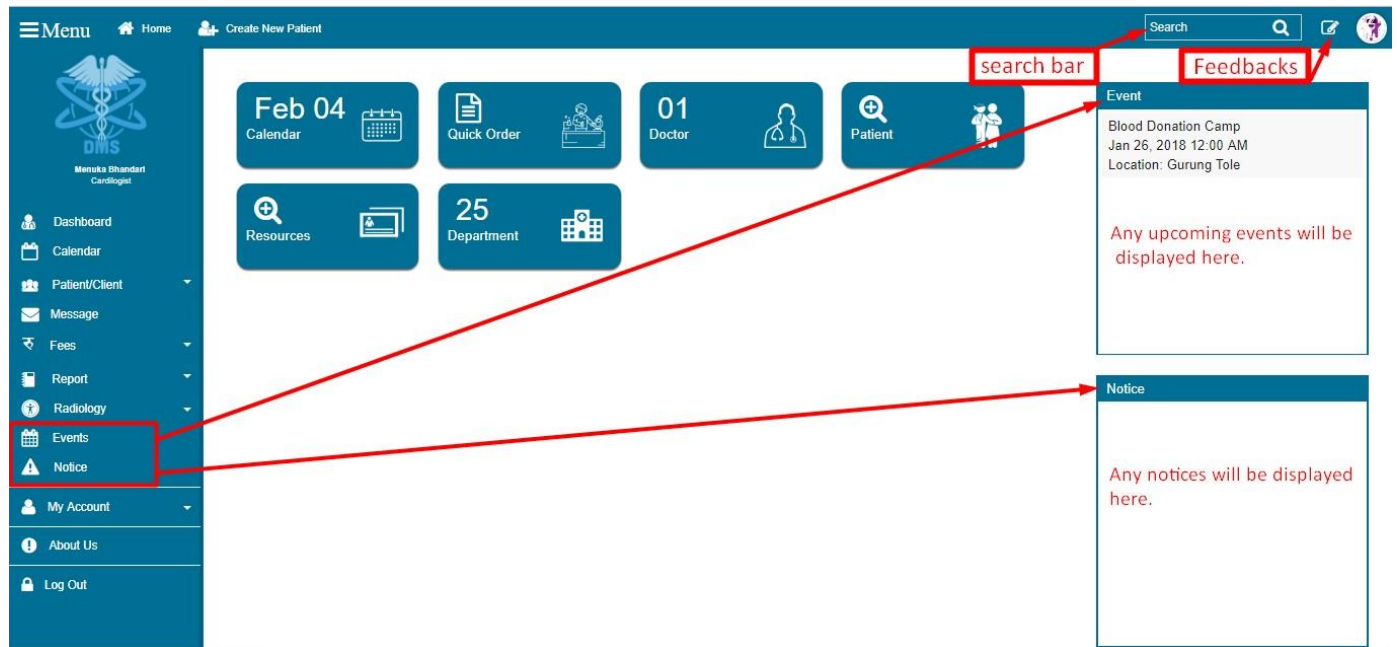 Menu
Home
Create New Patient
Search
search bar
Feedbacks
DMS
Menuka Bhandari
Cardilogist
Dashboard
Calendar
Patient/Client
Message
रु Fees
Report
Radiology
Events
Notice
My Account
About Us
Log Out
Feb 04
Calendar
Quick Order
01
Doctor
Patient
Resources
25
Department
Event
Blood Donation Camp
Jan 26, 2018 12:00 AM
Location: Gurung Tole
Any upcoming events will be
displayed here.
Notice
Any notices will be displayed
here.